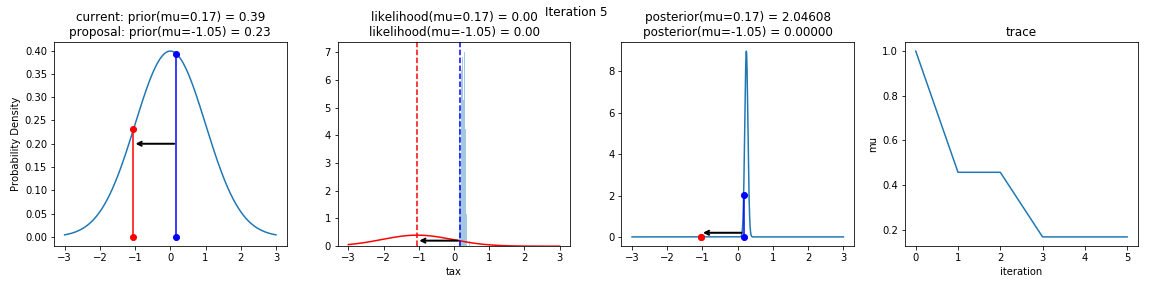 Iteration 5
current: prior(mu=0.17) = 0.39
proposal: prior(mu=-1.05) = 0.23
Probability Density
0.40
0.35
0.30
0.25
0.20
0.15
0.10
0.05
0.00
−3 −2 −1 0 1 2 3
likelihood(mu=0.17) = 0.00
likelihood(mu=-1.05) = 0.00
7
6
5
4
3
2
1
0
−3 −2 −1 0 1 2 3
tax
posterior(mu=0.17) = 2.04608
posterior(mu=-1.05) = 0.00000
8
6
4
2
0
−3 −2 −1 0 1 2 3
trace
mu
1.0
0.8
0.6
0.4
0.2
0 1 2 3 4 5
iteration